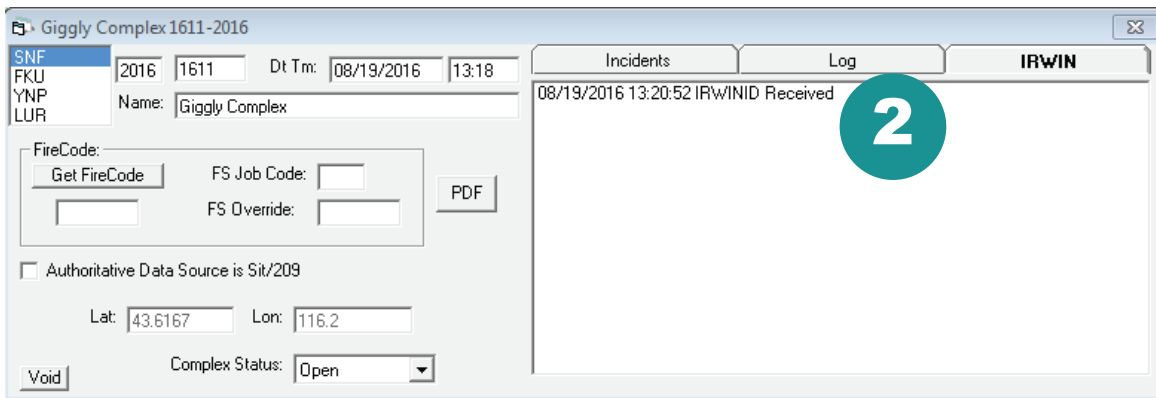 Giggly Complex 1611-2016
SNF
FKU
YNP
LUR
2016 1611 Dt Tm: 08/19/2016 13:18
Name: Giggly Complex
FireCode:
Get FireCode FS Job Code:
FS Override:
PDF
Authoritative Data Source is Sit/209
Lat: 43.6167 Lon: 116.2
Void Complex Status: Open
Incidents Log IRWIN
08/19/2016 13:20:52 IRWINID Received
2